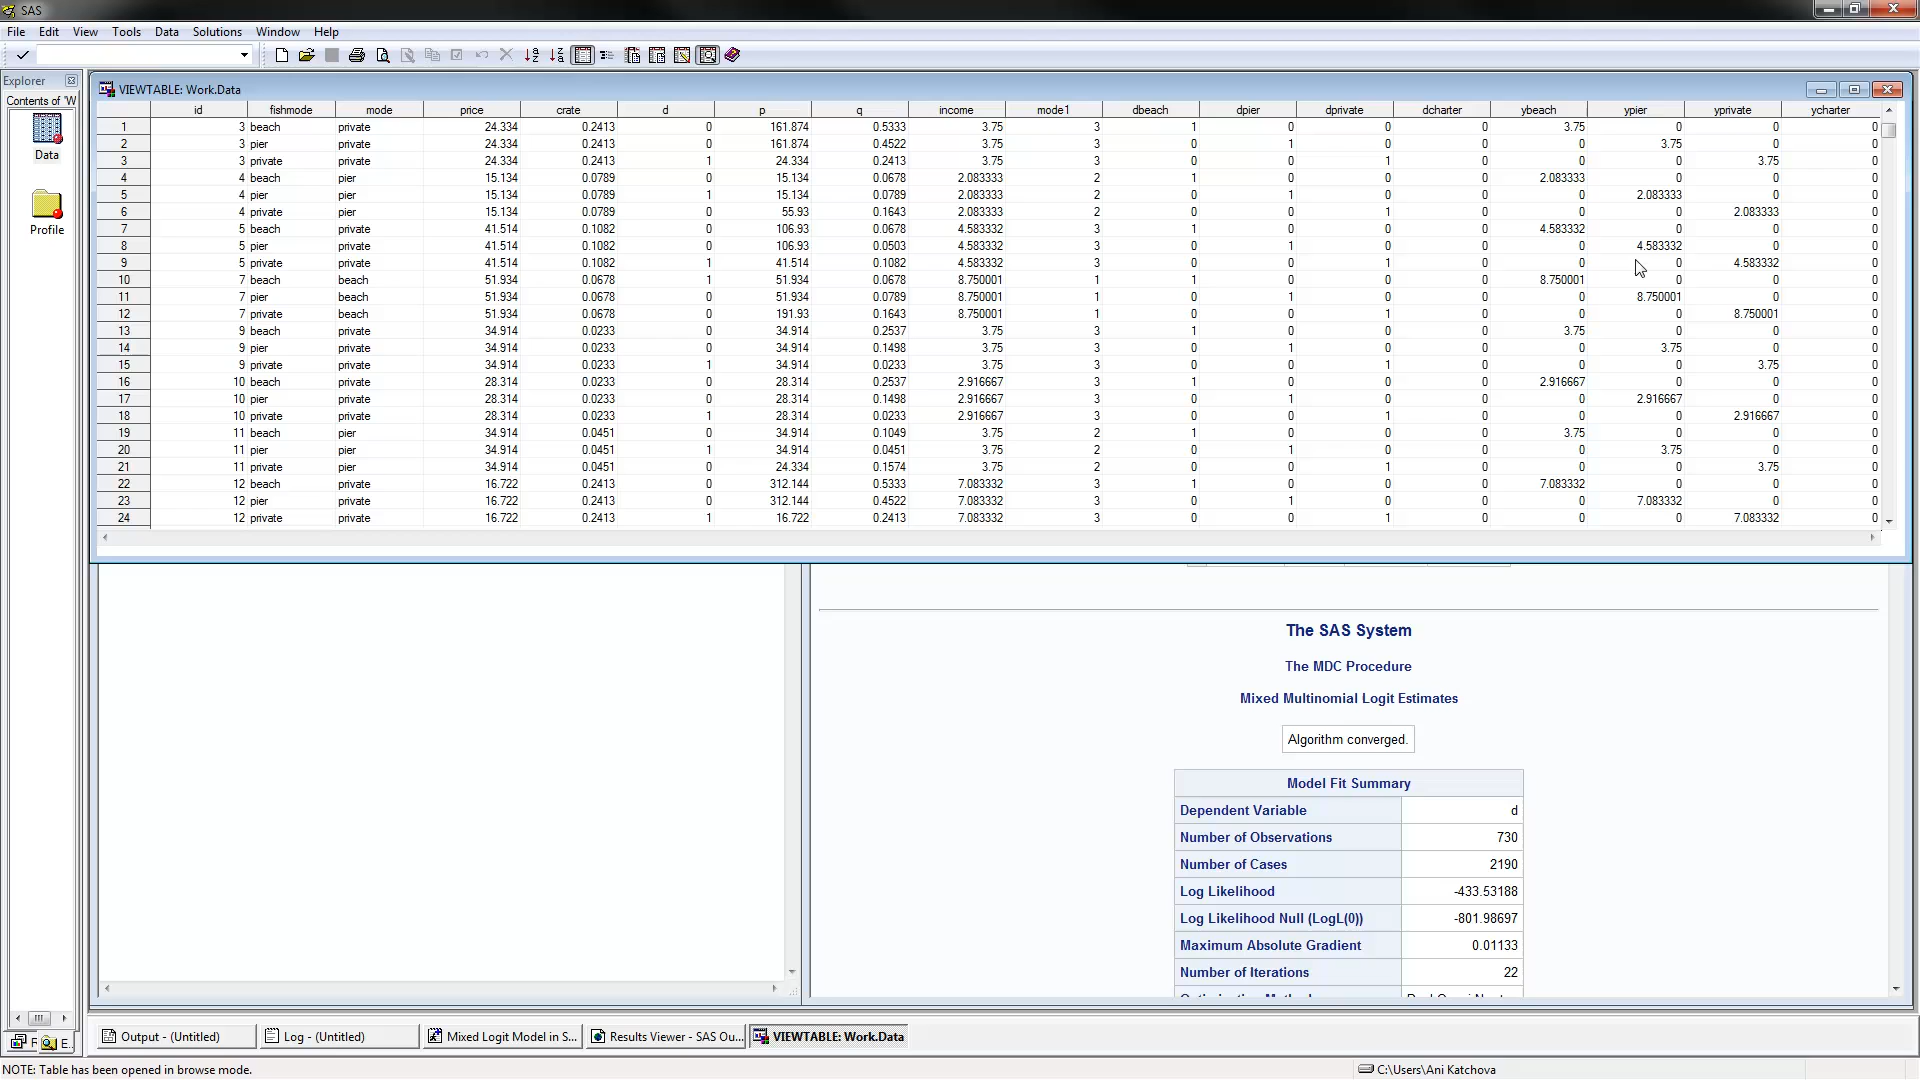 SAS
File Edit View Tools Data Solutions Window Help
Explorer
Contents of 'W
Data
Profile
VIEWTABLE: Work.Data
id fishmode mode price crate d p q income mode1 dbeach dpier dprivate dcharter ybeach ypier yprivate ycharter
1 3 beach private 24.334 0.2413 0 161.874 0.5333 3.75 3 1 0 0 0 3.75 0 0 0
2 3 pier private 24.334 0.2413 0 161.874 0.4522 3.75 3 0 1 0 0 0 3.75 0 0
3 3 private private 24.334 0.2413 1 24.334 0.2413 3.75 3 0 0 1 0 0 0 3.75 0
4 4 beach pier 15.134 0.0789 0 15.134 0.0678 2.083333 2 1 0 0 0 2.083333 0 0 0
5 4 pier pier 15.134 0.0789 1 15.134 0.0789 2.083333 2 0 1 0 0 0 2.083333 0 0
6 4 private pier 15.134 0.0789 0 55.93 0.1643 2.083333 2 0 0 1 0 0 0 2.083333 0
7 5 beach private 41.514 0.1082 0 106.93 0.0678 4.583332 3 1 0 0 0 4.583332 0 0 0
8 5 pier private 41.514 0.1082 0 106.93 0.0503 4.583332 3 0 1 0 0 0 4.583332 0 0
9 5 private private 41.514 0.1082 1 41.514 0.1082 4.583332 3 0 0 1 0 0 0 4.583332 0
10 7 beach beach 51.934 0.0678 1 51.934 0.0678 8.750001 1 1 0 0 0 8.750001 0 0 0
11 7 pier beach 51.934 0.0678 0 51.934 0.0789 8.750001 1 0 1 0 0 0 8.750001 0 0
12 7 private beach 51.934 0.0678 0 191.93 0.1643 8.750001 1 0 0 1 0 0 0 8.750001 0
13 9 beach private 34.914 0.0233 0 34.914 0.2537 3.75 3 1 0 0 0 3.75 0 0 0
14 9 pier private 34.914 0.0233 0 34.914 0.1498 3.75 3 0 1 0 0 0 3.75 0 0
15 9 private private 34.914 0.0233 1 34.914 0.0233 3.75 3 0 0 1 0 0 0 3.75 0
16 10 beach private 28.314 0.0233 0 28.314 0.2537 2.916667 3 1 0 0 0 2.916667 0 0 0
17 10 pier private 28.314 0.0233 0 28.314 0.1498 2.916667 3 0 1 0 0 0 2.916667 0 0
18 10 private private 28.314 0.0233 1 28.314 0.0233 2.916667 3 0 0 1 0 0 0 2.916667 0
19 11 beach pier 34.914 0.0451 0 34.914 0.1049 3.75 2 1 0 0 0 3.75 0 0 0
20 11 pier pier 34.914 0.0451 1 34.914 0.0451 3.75 2 0 1 0 0 0 3.75 0 0
21 11 private pier 34.914 0.0451 0 24.334 0.1574 3.75 2 0 0 1 0 0 0 3.75 0
22 12 beach private 16.722 0.2413 0 312.144 0.5333 7.083332 3 1 0 0 0 7.083332 0 0 0
23 12 pier private 16.722 0.2413 0 312.144 0.4522 7.083332 3 0 1 0 0 0 7.083332 0 0
24 12 private private 16.722 0.2413 1 16.722 0.2413 7.083332 3 0 0 1 0 0 0 7.083332 0
The SAS System
The MDC Procedure
Mixed Multinomial Logit Estimates
Algorithm converged.
Model Fit Summary
Dependent Variable d
Number of Observations 730
Number of Cases 2190
Log Likelihood -433.53188
Log Likelihood Null (LogL(0)) -801.98697
Maximum Absolute Gradient 0.01133
Number of Iterations 22
F E...
Output - (Untitled) Log - (Untitled) Mixed Logit Model in S... Results Viewer - SAS Ou... VIEWTABLE: Work.Data
NOTE: Table has been opened in browse mode. C:\Users\Ani Katchova